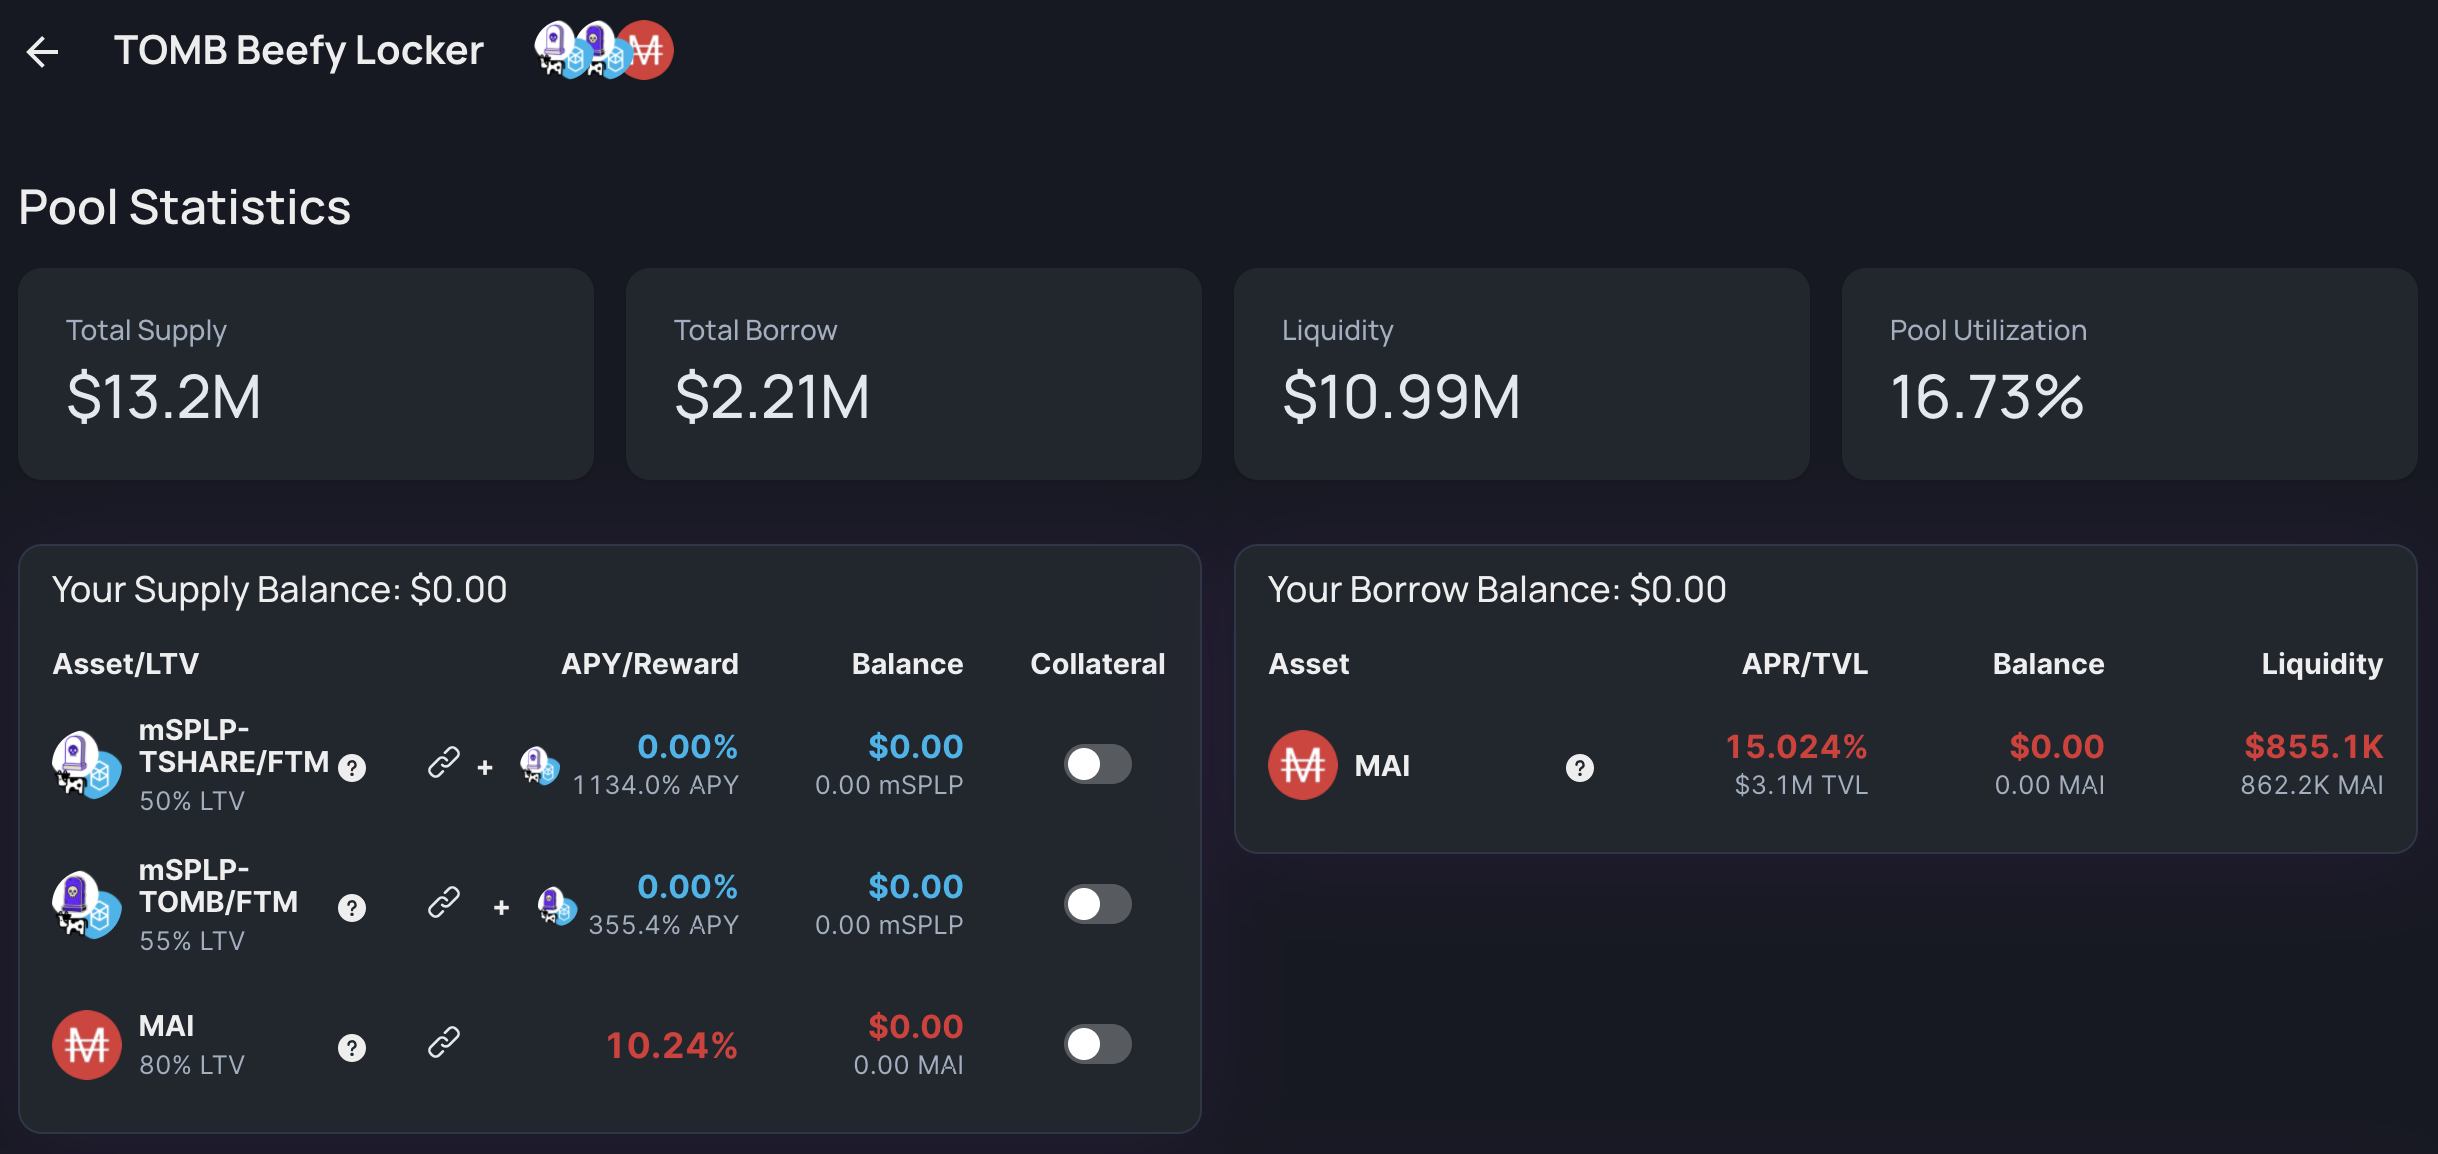 TOMB Beefy Locker
Pool Statistics
Total Supply
$13.2M
Total Borrow
$2.21M
Liquidity
$10.99M
Pool Utilization
16.73%
Your Supply Balance: $0.00
Asset/LTV APY/Reward Balance Collateral
mSPLP-
TSHARE/FTM ? + 0.00% $0.00
50% LTV 1134.0% APY 0.00 mSPLP
mSPLP-
TOMB/FTM ? + 0.00% $0.00
55% LTV 355.4% APY 0.00 mSPLP
MAI ? 10.24% $0.00
80% LTV 0.00 MAI
Your Borrow Balance: $0.00
Asset APR/TVL Balance Liquidity
MAI ? 15.024% $0.00 $855.1K
$3.1M TVL 0.00 MAI 862.2K MAI